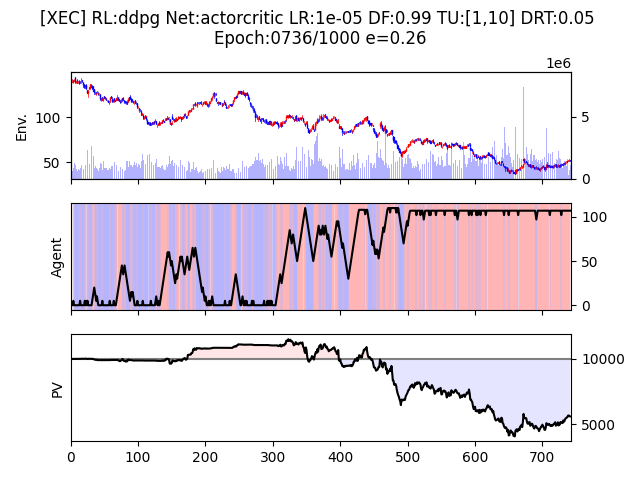 [XEC] RL:ddpg Net:actorcritic LR:1e-05 DF:0.99 TU:[1,10] DRT:0.05
Epoch:0736/1000 e=0.26
1e6
Env.
100
50
5
0
Agent
100
50
0
PV
10000
5000
0 100 200 300 400 500 600 700